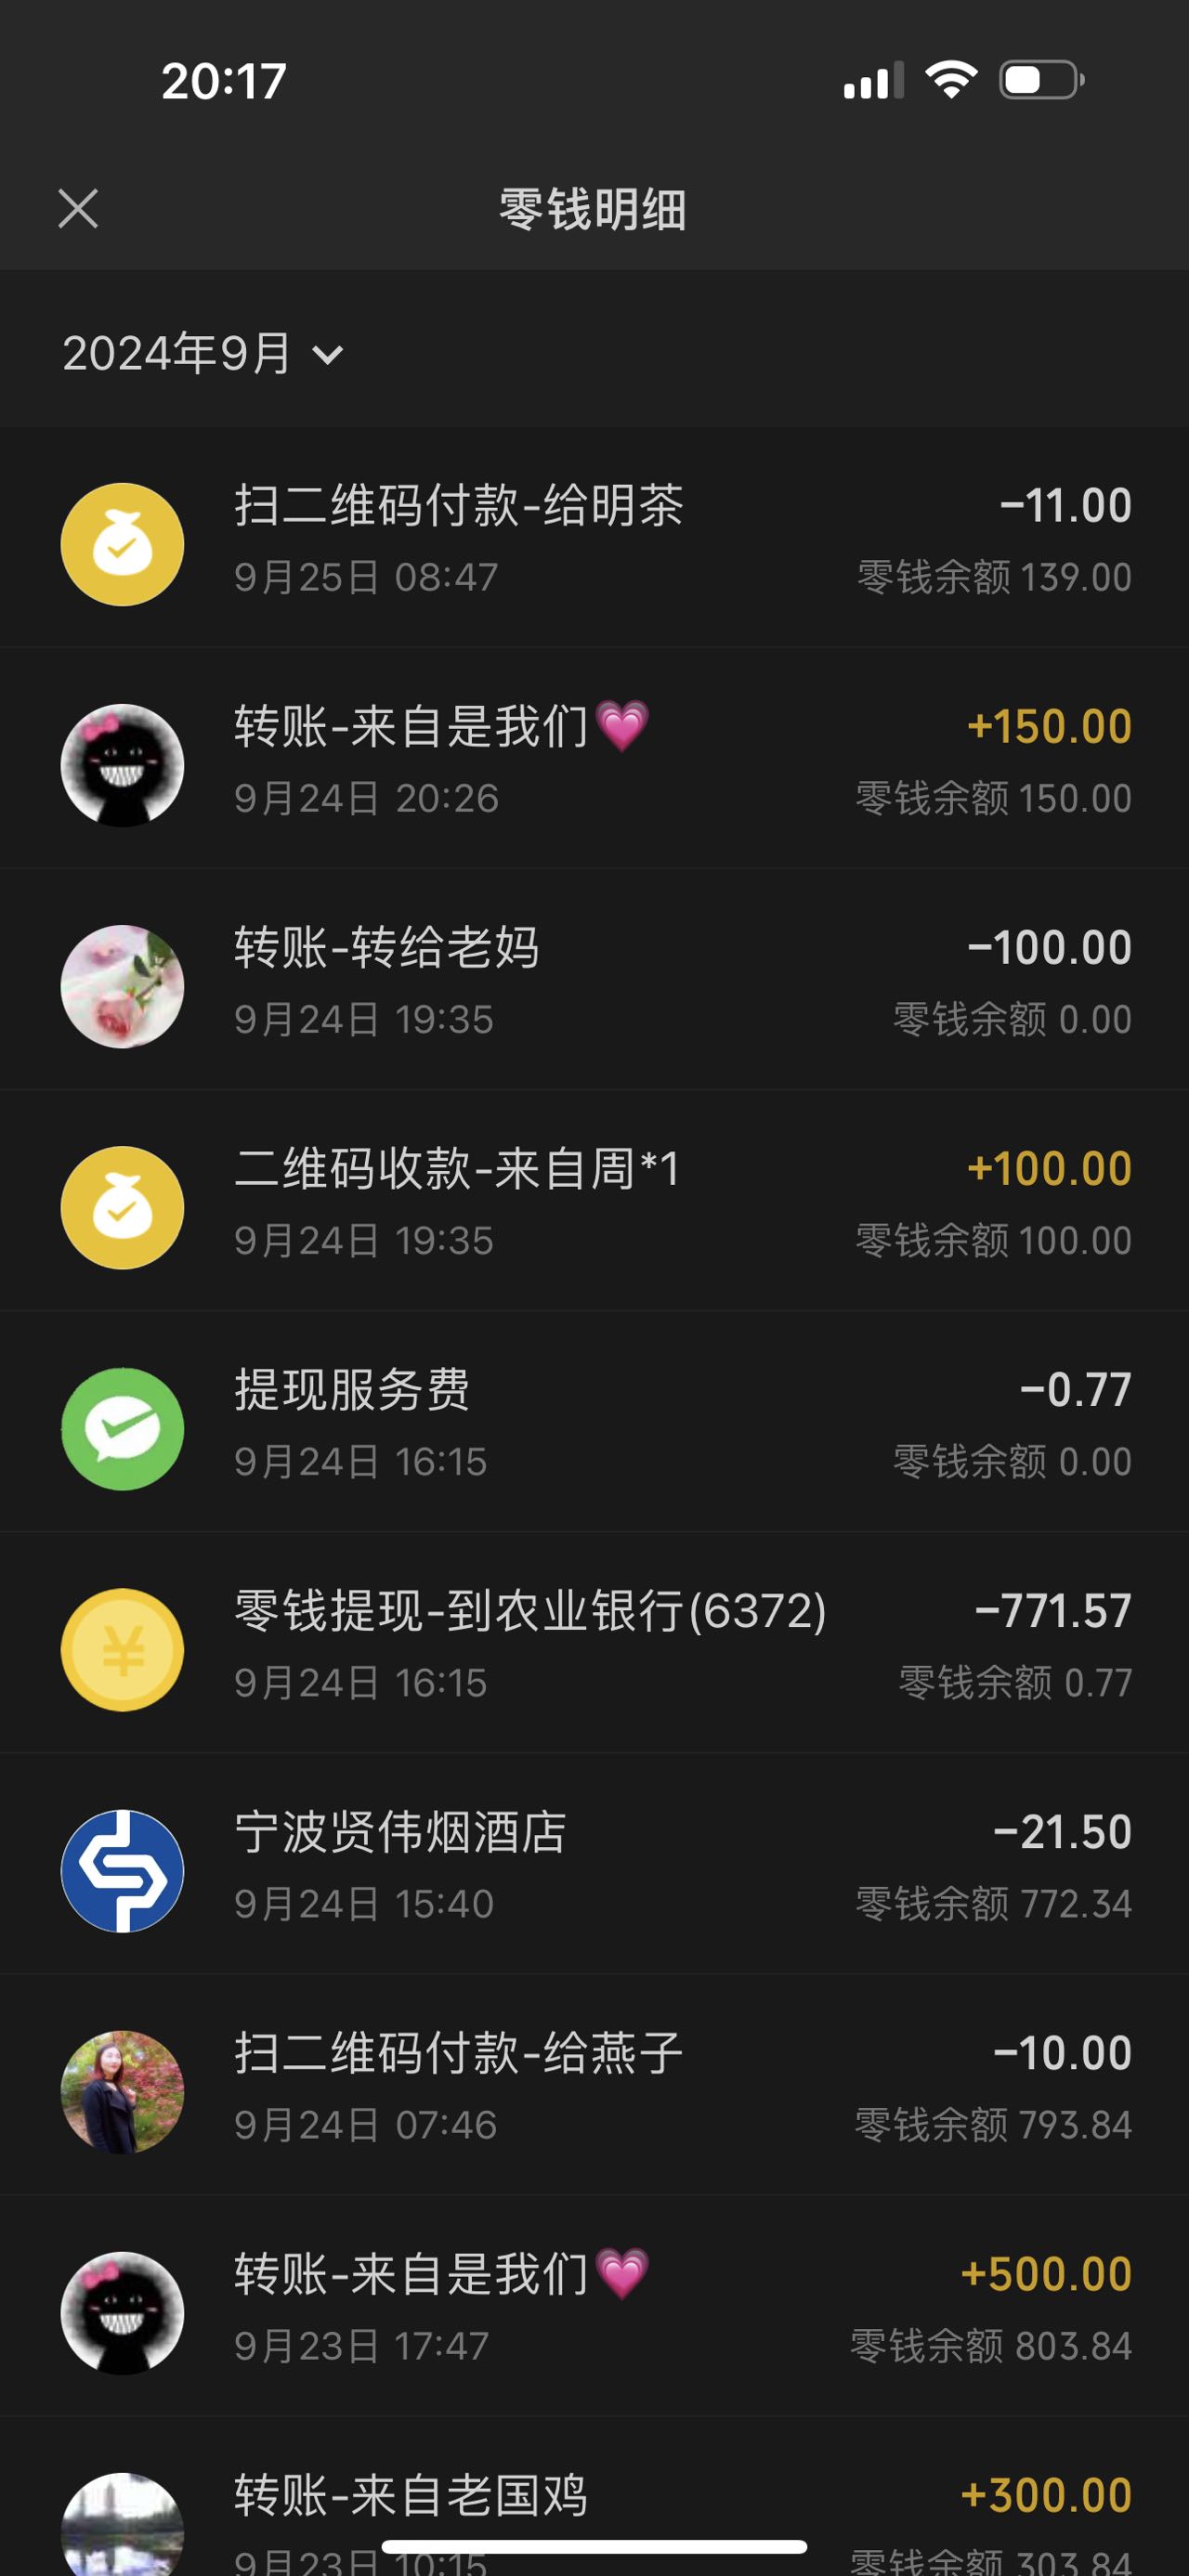 20:17
零钱明细
2024年9月
扫二维码付款-给明茶
-11.00
9月25日 08:47
零钱余额 139.00
转账-来自是我们💗
+150.00
9月24日 20:26
零钱余额 150.00
转账-转给老妈
-100.00
9月24日 19:35
零钱余额 0.00
二维码收款-来自周*1
+100.00
9月24日 19:35
零钱余额 100.00
提现服务费
-0.77
9月24日 16:15
零钱余额 0.00
零钱提现-到农业银行(6372)
-771.57
9月24日 16:15
零钱余额 0.77
宁波贤伟烟酒店
-21.50
9月24日 15:40
零钱余额 772.34
扫二维码付款-给燕子
-10.00
9月24日 07:46
零钱余额 793.84
转账-来自是我们💗
+500.00
9月23日 17:47
零钱余额 803.84
转账-来自老国鸡
+300.00
9月23日 10:15
零钱余额 303.84